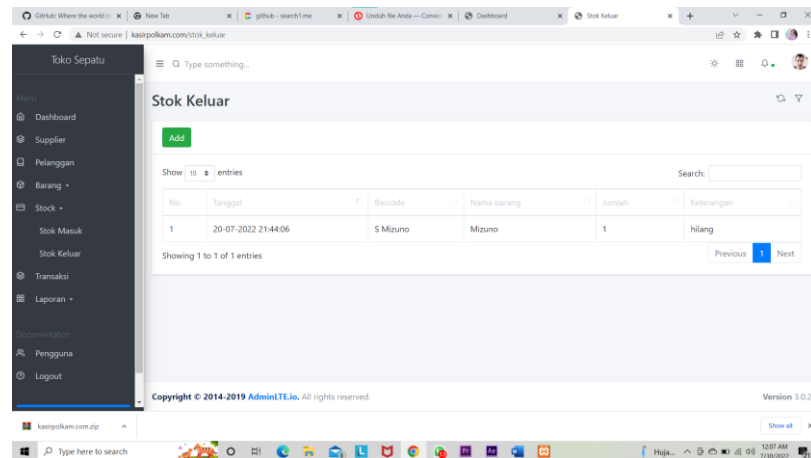 GitHub: Where the world b
New Tab
github - search1.me
Unduh file Anda — Conver
Dashboard
Stok Keluar
Not secure | kasirpolkam.com/stok_keluar
Toko Sepatu
Type something...
Menu
Dashboard
Supplier
Pelanggan
Barang
Stock
Stok Masuk
Stok Keluar
Transaksi
Laporan
Documentation
Pengguna
Logout
Stok Keluar
Add
Show 10 entries
Search:
No Tanggal Barcode Nama barang Jumlah Keterangan
1 20-07-2022 21:44:06 S Mizuno Mizuno 1 hilang
Showing 1 to 1 of 1 entries
Previous 1 Next
Copyright © 2014-2019 AdminLTE.io. All rights reserved.
Version 3.0.2
kasirpolkam.com.zip
Show all
Type here to search
Huja...
12:07 AM
7/30/2022